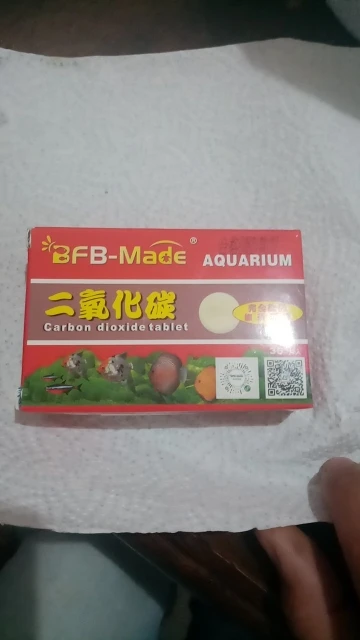 BFB-Made®
AQUARIUM
二氧化碳
Carbon dioxide tablet